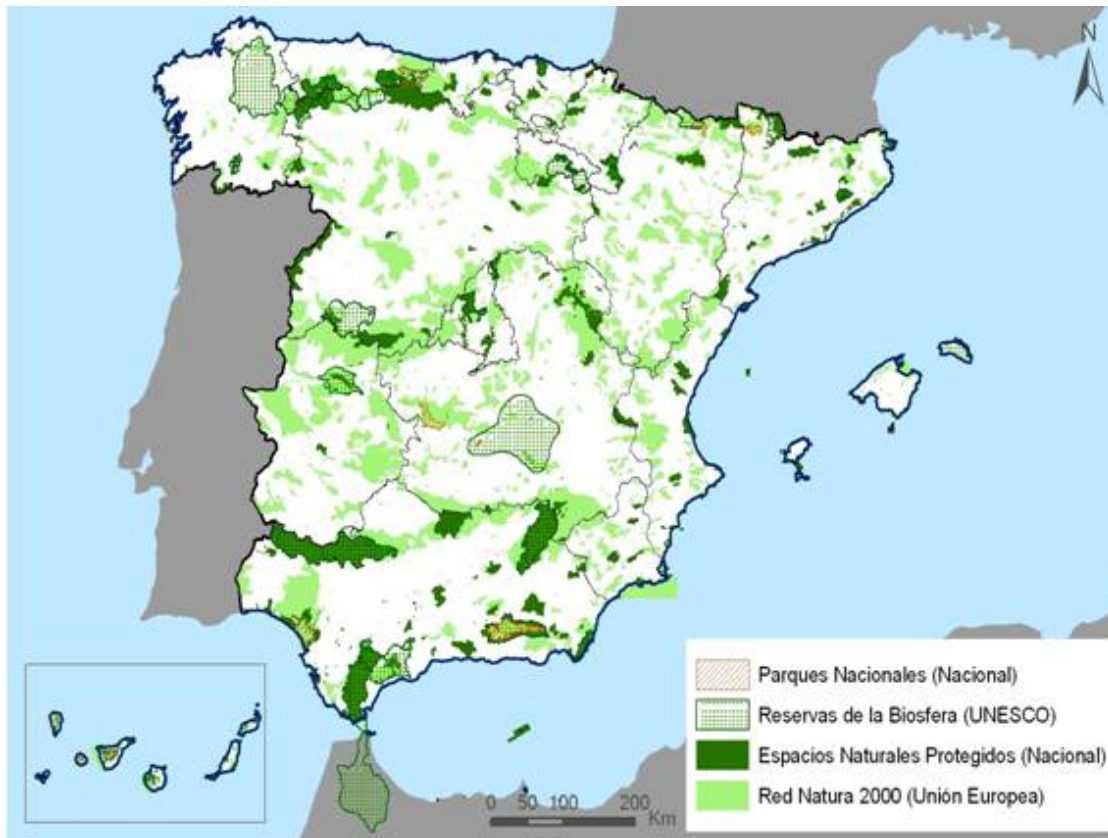 N
Parques Nacionales (Nacional)
Reservas de la Biosfera (UNESCO)
Espacios Naturales Protegidos (Nacional)
Red Natura 2000 (Unión Europea)
0 50 100 200
Km